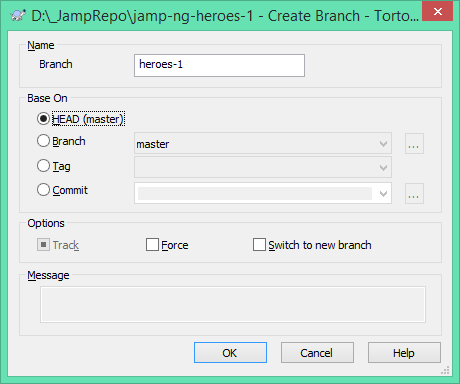 D:\_JampRepo\jamp-ng-heroes-1 - Create Branch - Torto...
Name
Branch heroes-1
Base On
HEAD (master)
Branch master ...
Tag
Commit ...
Options
Track Force Switch to new branch
Message
OK Cancel Help